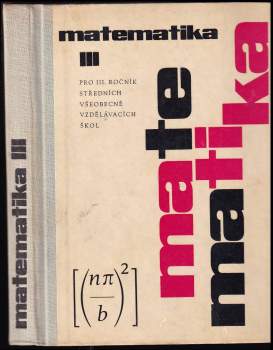 matematika III
matematika
III
PRO III. ROČNÍK
STŘEDNÍCH
VŠEOBECNĚ
VZDĚLÁVACÍCH
ŠKOL
mate
matika
[(nπ/b)²]